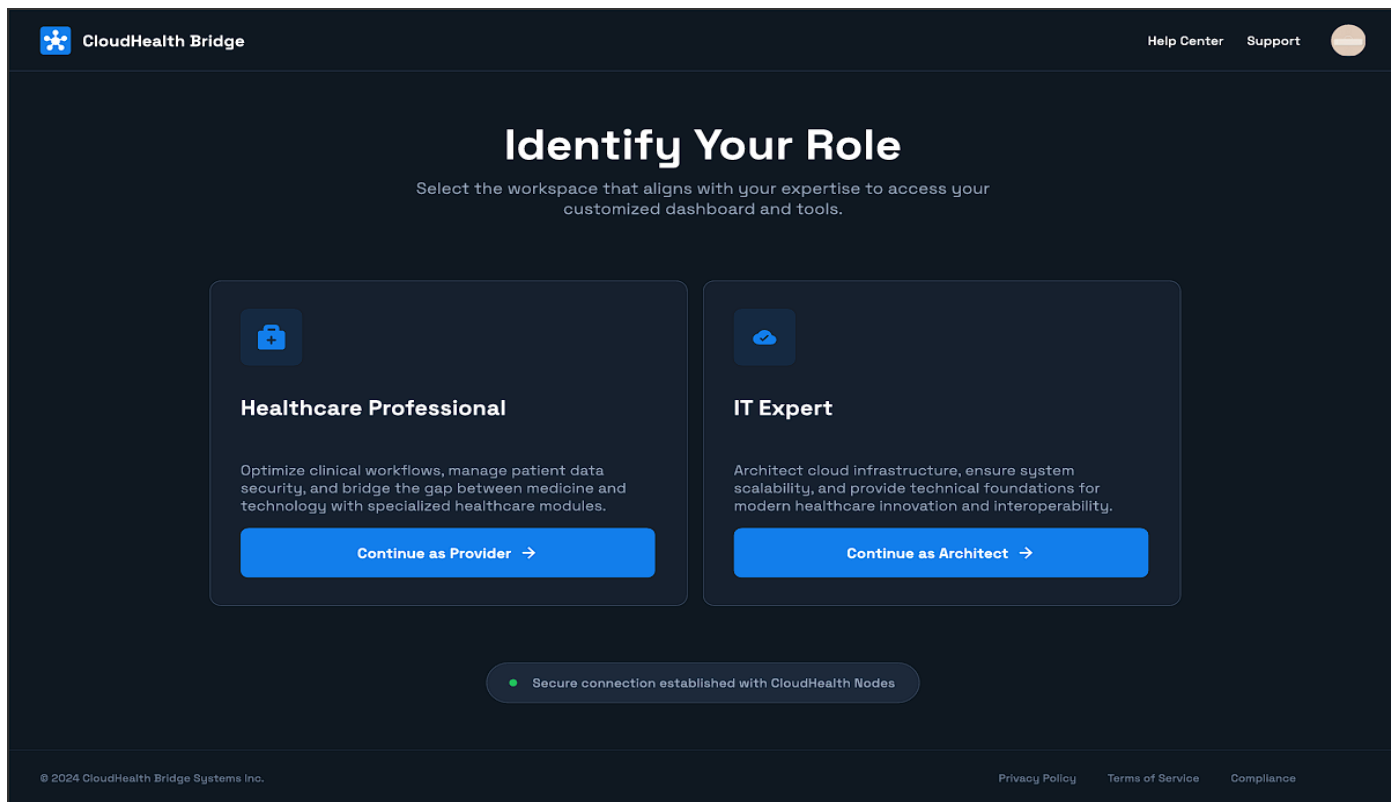 CloudHealth Bridge
Help Center
Support
Identify Your Role
Select the workspace that aligns with your expertise to access your
customized dashboard and tools.
Healthcare Professional
Optimize clinical workflows, manage patient data
security, and bridge the gap between medicine and
technology with specialized healthcare modules.
Continue as Provider →
IT Expert
Architect cloud infrastructure, ensure system
scalability, and provide technical foundations for
modern healthcare innovation and interoperability.
Continue as Architect →
Secure connection established with CloudHealth Nodes
© 2024 CloudHealth Bridge Systems Inc.
Privacy Policy
Terms of Service
Compliance